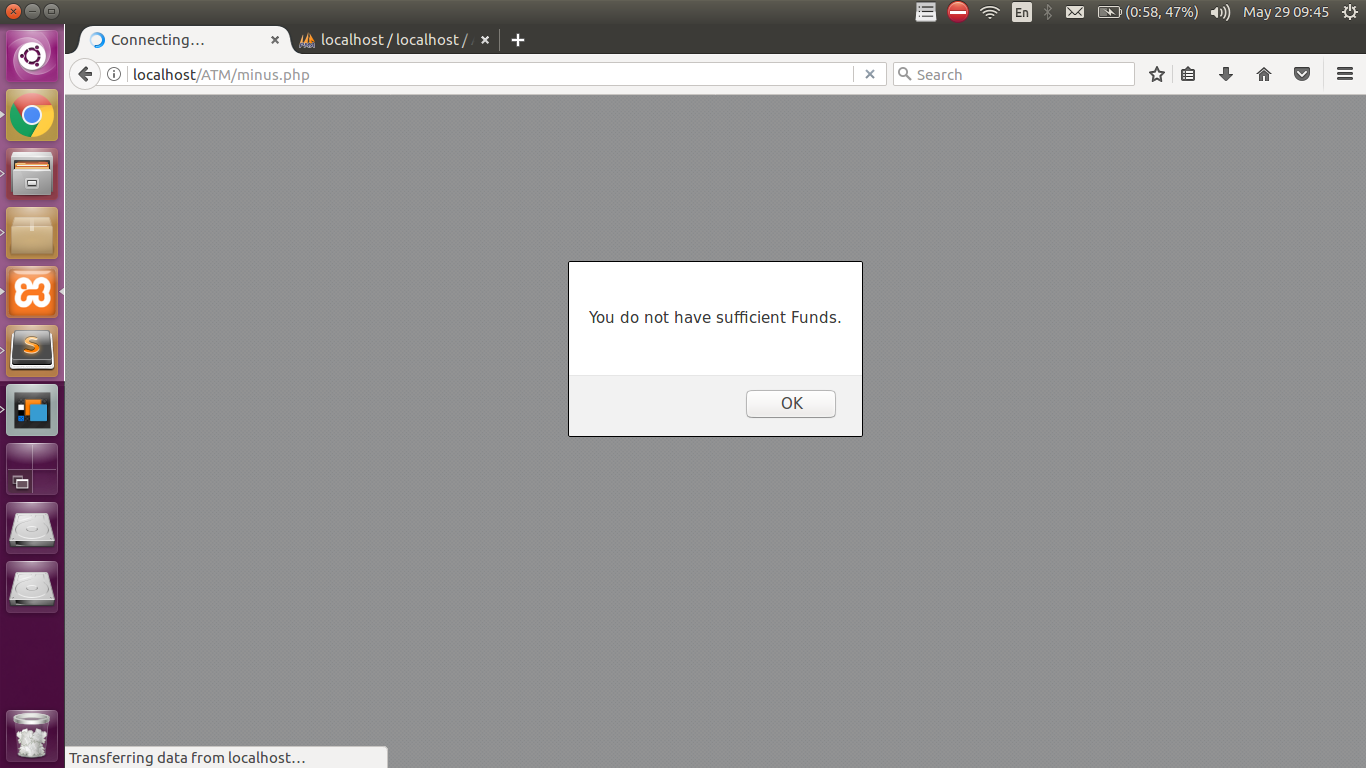 En
(0:58, 47%)
May 29 09:45
Connecting…
localhost / localhost /
localhost/ATM/minus.php
Search
You do not have sufficient Funds.
OK
S
Transferring data from localhost…